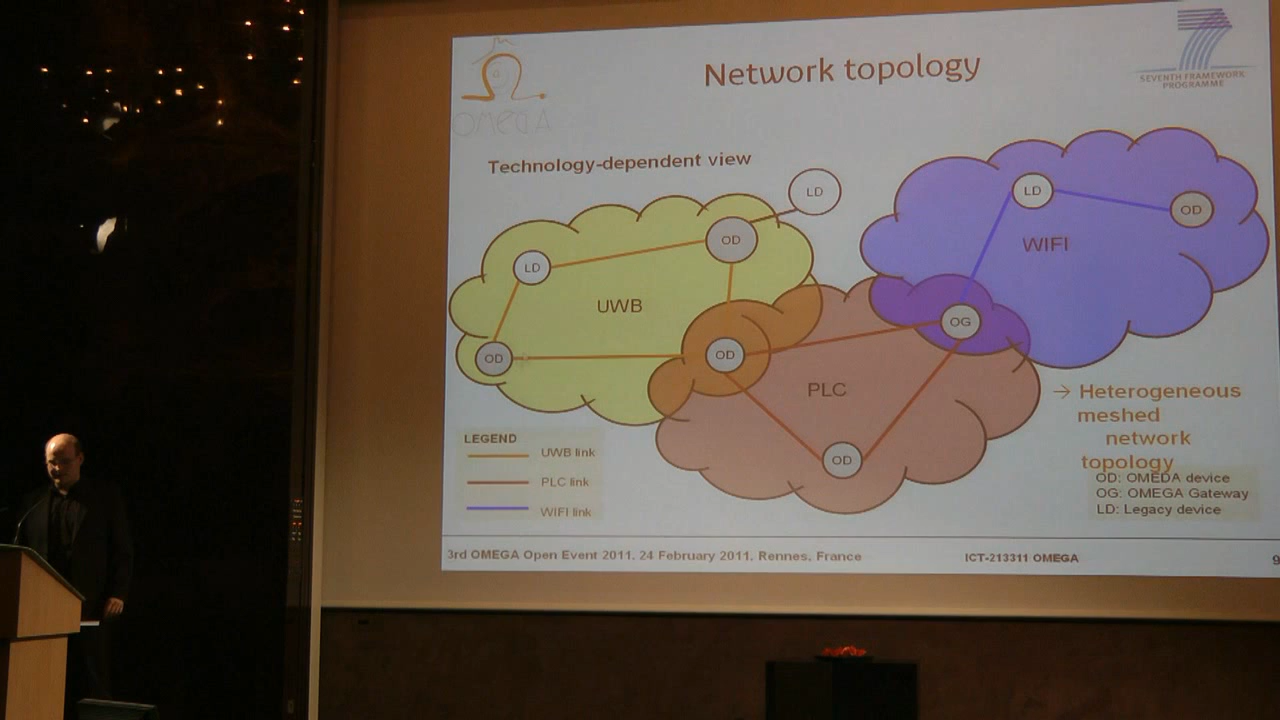 Network topology
OMEGA
SEVENTH FRAMEWORK
PROGRAMME
Technology-dependent view
LD
LD
OD
OD
LD
WIFI
UWB
OG
OD
OD
PLC
OD
→ Heterogeneous
meshed
network
topology
LEGEND
UWB link
PLC link
WIFI link
OD: OMEDA device
OG: OMEGA Gateway
LD: Legacy device
3rd OMEGA Open Event 2011, 24 February 2011, Rennes, France
ICT-213311 OMEGA
9